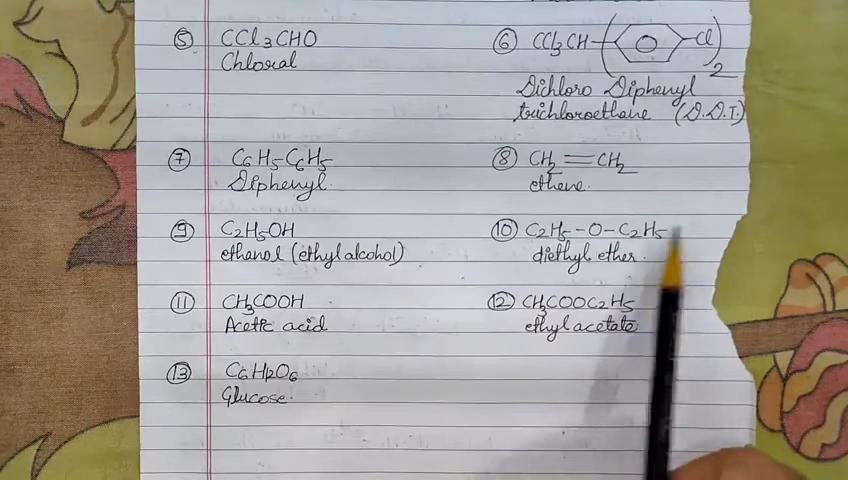 ⑤ CCl3CHO
Chloral
⑥ CCl3CH-(-Cl)2
Dichloro Diphenyl
trichloroethane (D.D.T.)
⑦ C6H5-C6H5
Diphenyl
⑧ CH2=CH2
ethene.
⑨ C2H5OH
ethanol (ethyl alcohol)
⑩ C2H5-O-C2H5
diethyl ether.
⑪ CH3COOH
Acetic acid
⑫ CH3COOC2H5
ethyl acetate
⑬ C6H12O6
Glucose.